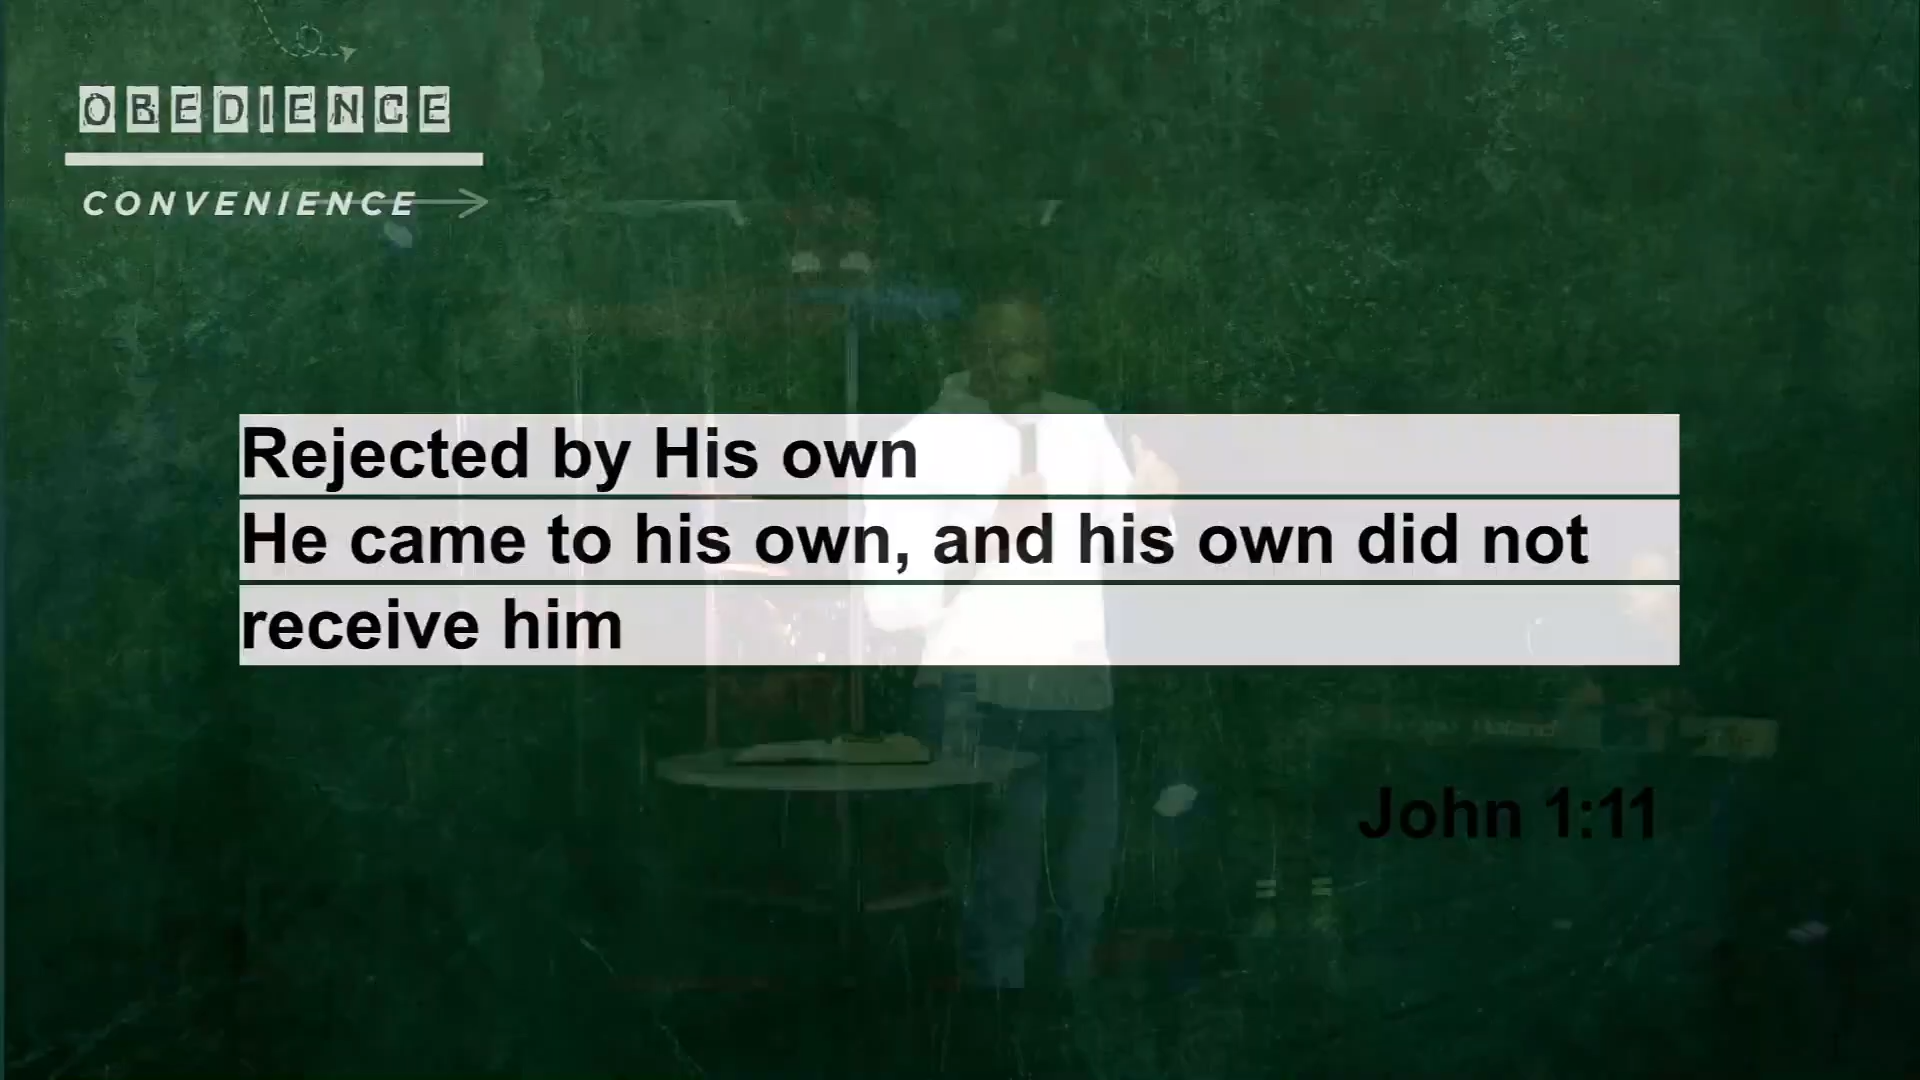 OBEDIENCE
CONVENIENCE
Rejected by His own
He came to his own, and his own did not
receive him
John 1:11